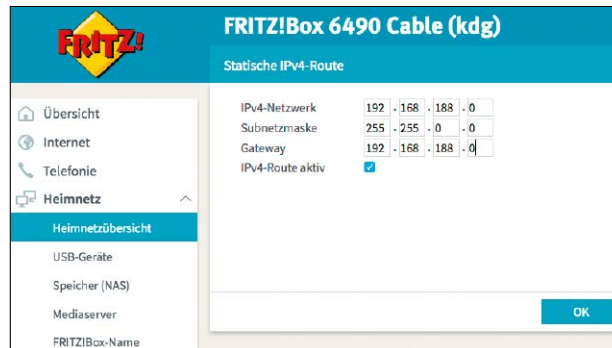 FRITZ!
FRITZ!Box 6490 Cable (kdg)
Statische IPv4-Route
Übersicht
Internet
Telefonie
Heimnetz
Heimnetzübersicht
USB-Geräte
Speicher (NAS)
Mediaserver
FRITZ!Box-Name
IPv4-Netzwerk 192 . 168 . 188 . 0
Subnetzmaske 255 . 255 . 0 . 0
Gateway 192 . 168 . 188 . 0
IPv4-Route aktiv
OK